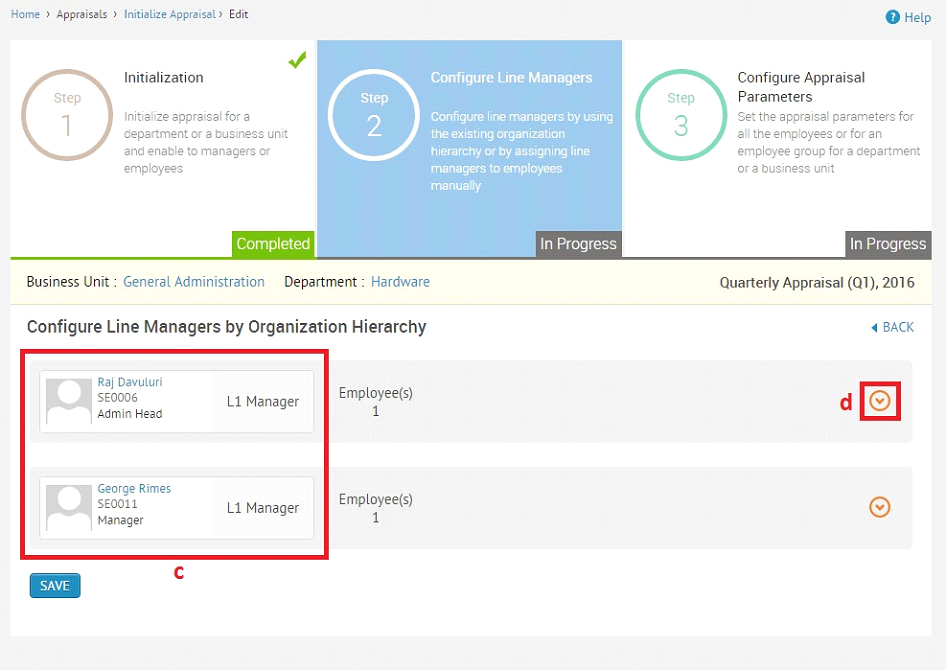 Home › Appraisals › Initialize Appraisal › Edit
? Help
Step
1
Initialization
Initialize appraisal for a
department or a business unit
and enable to managers or
employees
Completed
Step
2
Configure Line Managers
Configure line managers by using
the existing organization
hierarchy or by assigning line
managers to employees
manually
In Progress
Step
3
Configure Appraisal
Parameters
Set the appraisal parameters for
all the employees or for an
employee group for a department
or a business unit
In Progress
Business Unit : General Administration Department : Hardware Quarterly Appraisal (Q1), 2016
Configure Line Managers by Organization Hierarchy
BACK
Raj Davuluri
SE0006
Admin Head
L1 Manager
Employee(s)
1
d
George Rimes
SE0011
Manager
L1 Manager
Employee(s)
1
c
SAVE